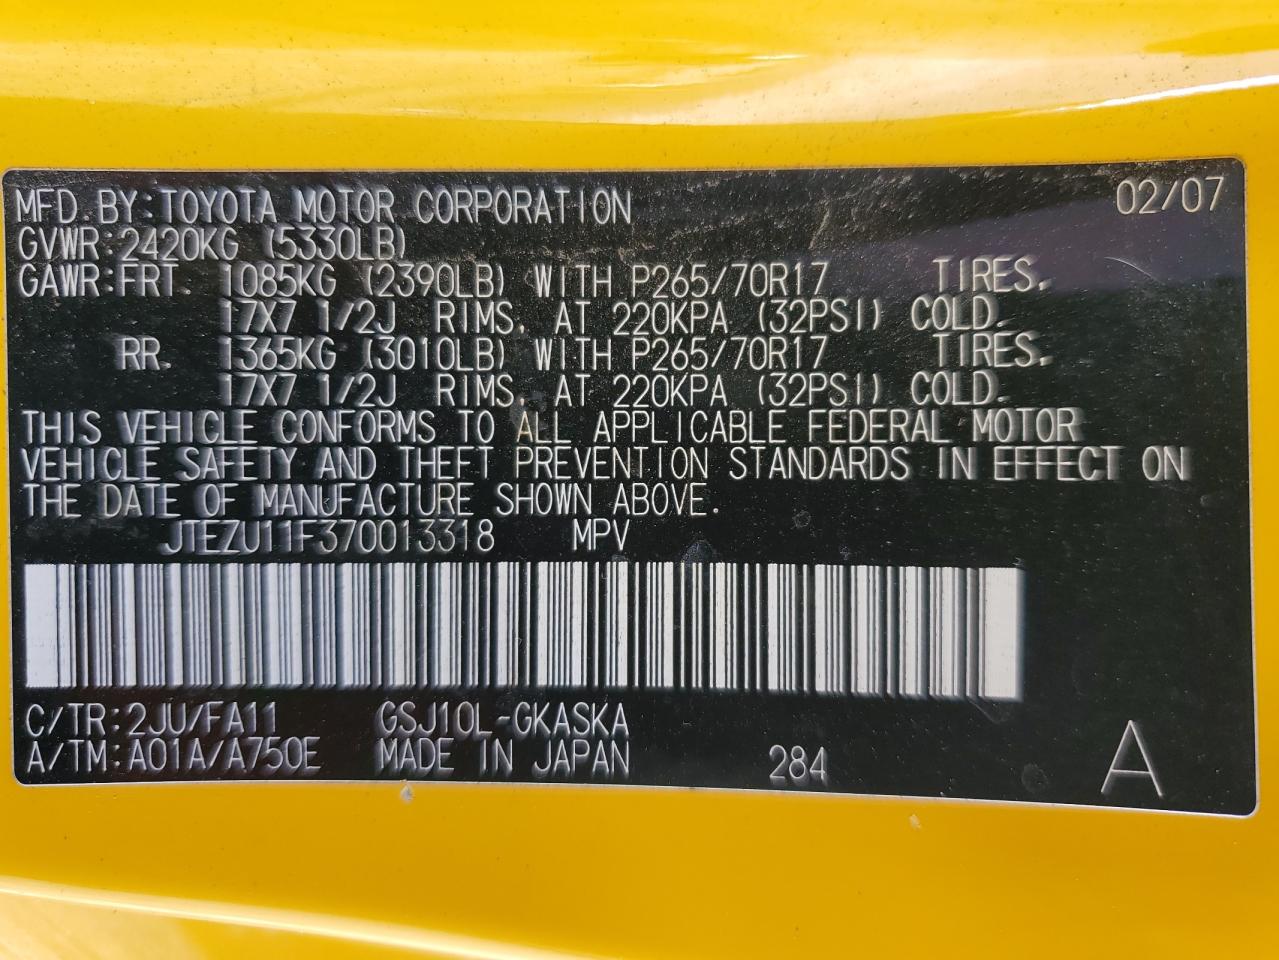 MFD. BY: TOYOTA MOTOR CORPORATION 02/07
GVWR: 2420KG (5330LB)
GAWR: FRT. 1085KG (2390LB) WITH P265/70R17 TIRES.
17X7 1/2J RIMS. AT 220KPA (32PSI) COLD.
RR. 1365KG (3010LB) WITH P265/70R17 TIRES.
17X7 1/2J RIMS. AT 220KPA (32PSI) COLD.
THIS VEHICLE CONFORMS TO ALL APPLICABLE FEDERAL MOTOR
VEHICLE SAFETY AND THEFT PREVENTION STANDARDS IN EFFECT ON
THE DATE OF MANUFACTURE SHOWN ABOVE.
JTEZU11F370013318 MPV
C/TR: 2JU/FA11 GSJ10L-GKASKA
A/TM: A01A/A750E MADE IN JAPAN 284 A